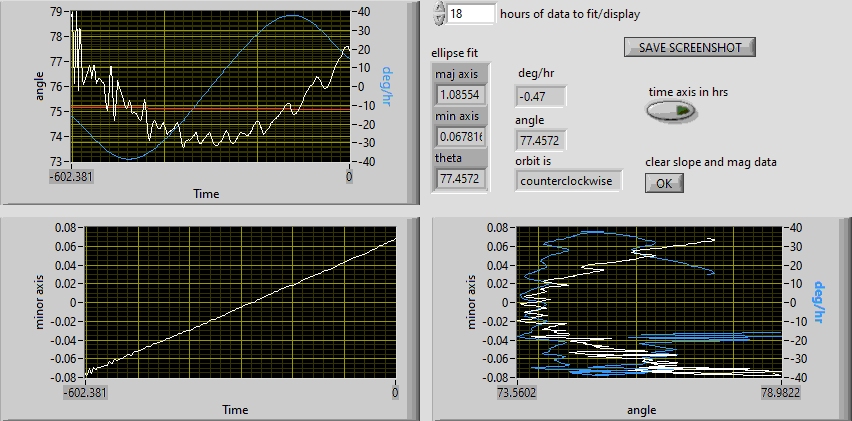 79
78
77
76
75
74
73
angle
40
30
20
10
0
-10
-20
-30
-40
deg/hr
-602.381
0
Time
18
hours of data to fit/display
SAVE SCREENSHOT
ellipse fit
maj axis
1.08554
min axis
0.067816
theta
77.4572
deg/hr
-0.47
angle
77.4572
orbit is
counterclockwise
time axis in hrs
clear slope and mag data
OK
0.08
0.06
0.04
0.02
0
-0.02
-0.04
-0.06
-0.08
minor axis
-602.381
0
Time
0.08
0.06
0.04
0.02
0
-0.02
-0.04
-0.06
-0.08
minor axis
40
30
20
10
0
-10
-20
-30
-40
deg/hr
73.5602
78.9822
angle